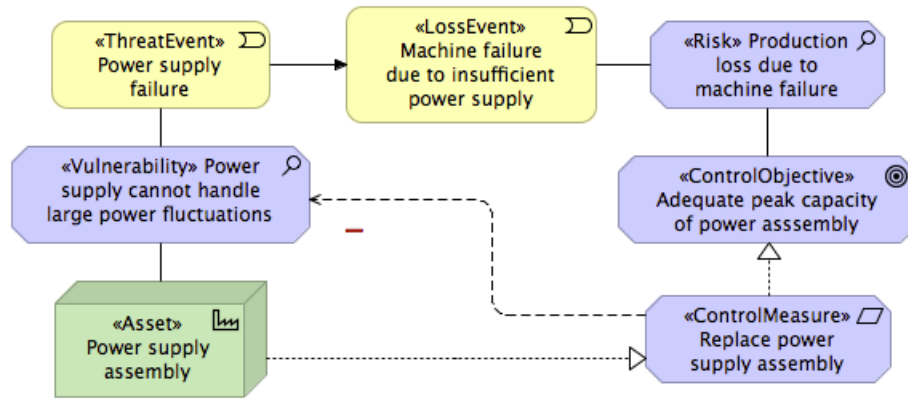 «ThreatEvent»
Power supply
failure
«LossEvent»
Machine failure
due to insufficient
power supply
«Risk» Production
loss due to
machine failure
«Vulnerability» Power
supply cannot handle
large power fluctuations
«ControlObjective»
Adequate peak capacity
of power asssembly
«Asset»
Power supply
assembly
«ControlMeasure»
Replace power
supply assembly